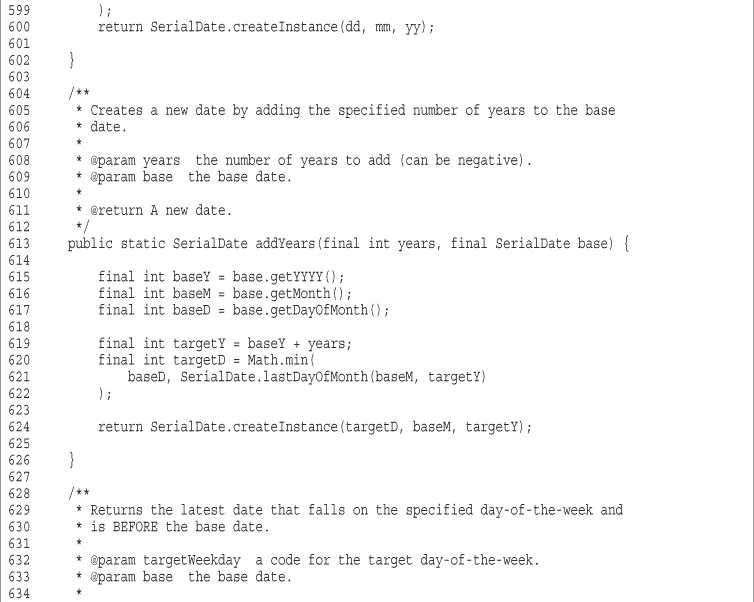 599         );
600         return SerialDate.createInstance(dd, mm, yy);
601
602     }
603
604     /**
605      * Creates a new date by adding the specified number of years to the base
606      * date.
607      *
608      * @param years  the number of years to add (can be negative).
609      * @param base  the base date.
610      *
611      * @return A new date.
612      */
613     public static SerialDate addYears(final int years, final SerialDate base) {
614
615         final int baseY = base.getYYYY();
616         final int baseM = base.getMonth();
617         final int baseD = base.getDayOfMonth();
618
619         final int targetY = baseY + years;
620         final int targetD = Math.min(
621             baseD, SerialDate.lastDayOfMonth(baseM, targetY)
622         );
623
624         return SerialDate.createInstance(targetD, baseM, targetY);
625
626     }
627
628     /**
629      * Returns the latest date that falls on the specified day-of-the-week and
630      * is BEFORE the base date.
631      *
632      * @param targetWeekday  a code for the target day-of-the-week.
633      * @param base  the base date.
634      *